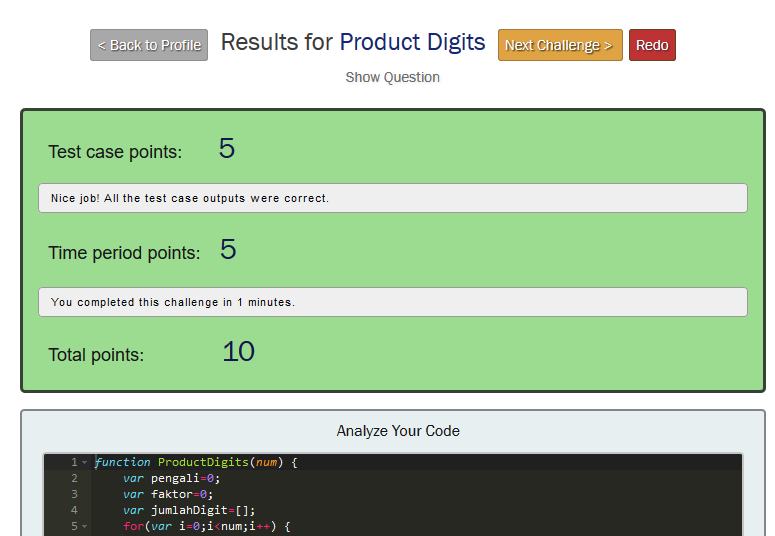 < Back to Profile Results for Product Digits Next Challenge > Redo
Show Question
Test case points: 5
Nice job! All the test case outputs were correct.
Time period points: 5
You completed this challenge in 1 minutes.
Total points: 10
Analyze Your Code
1 function ProductDigits(num) {
2 var pengali=0;
3 var faktor=0;
4 var jumlahDigit=[];
5 for(var i=0;i<num;i++) {